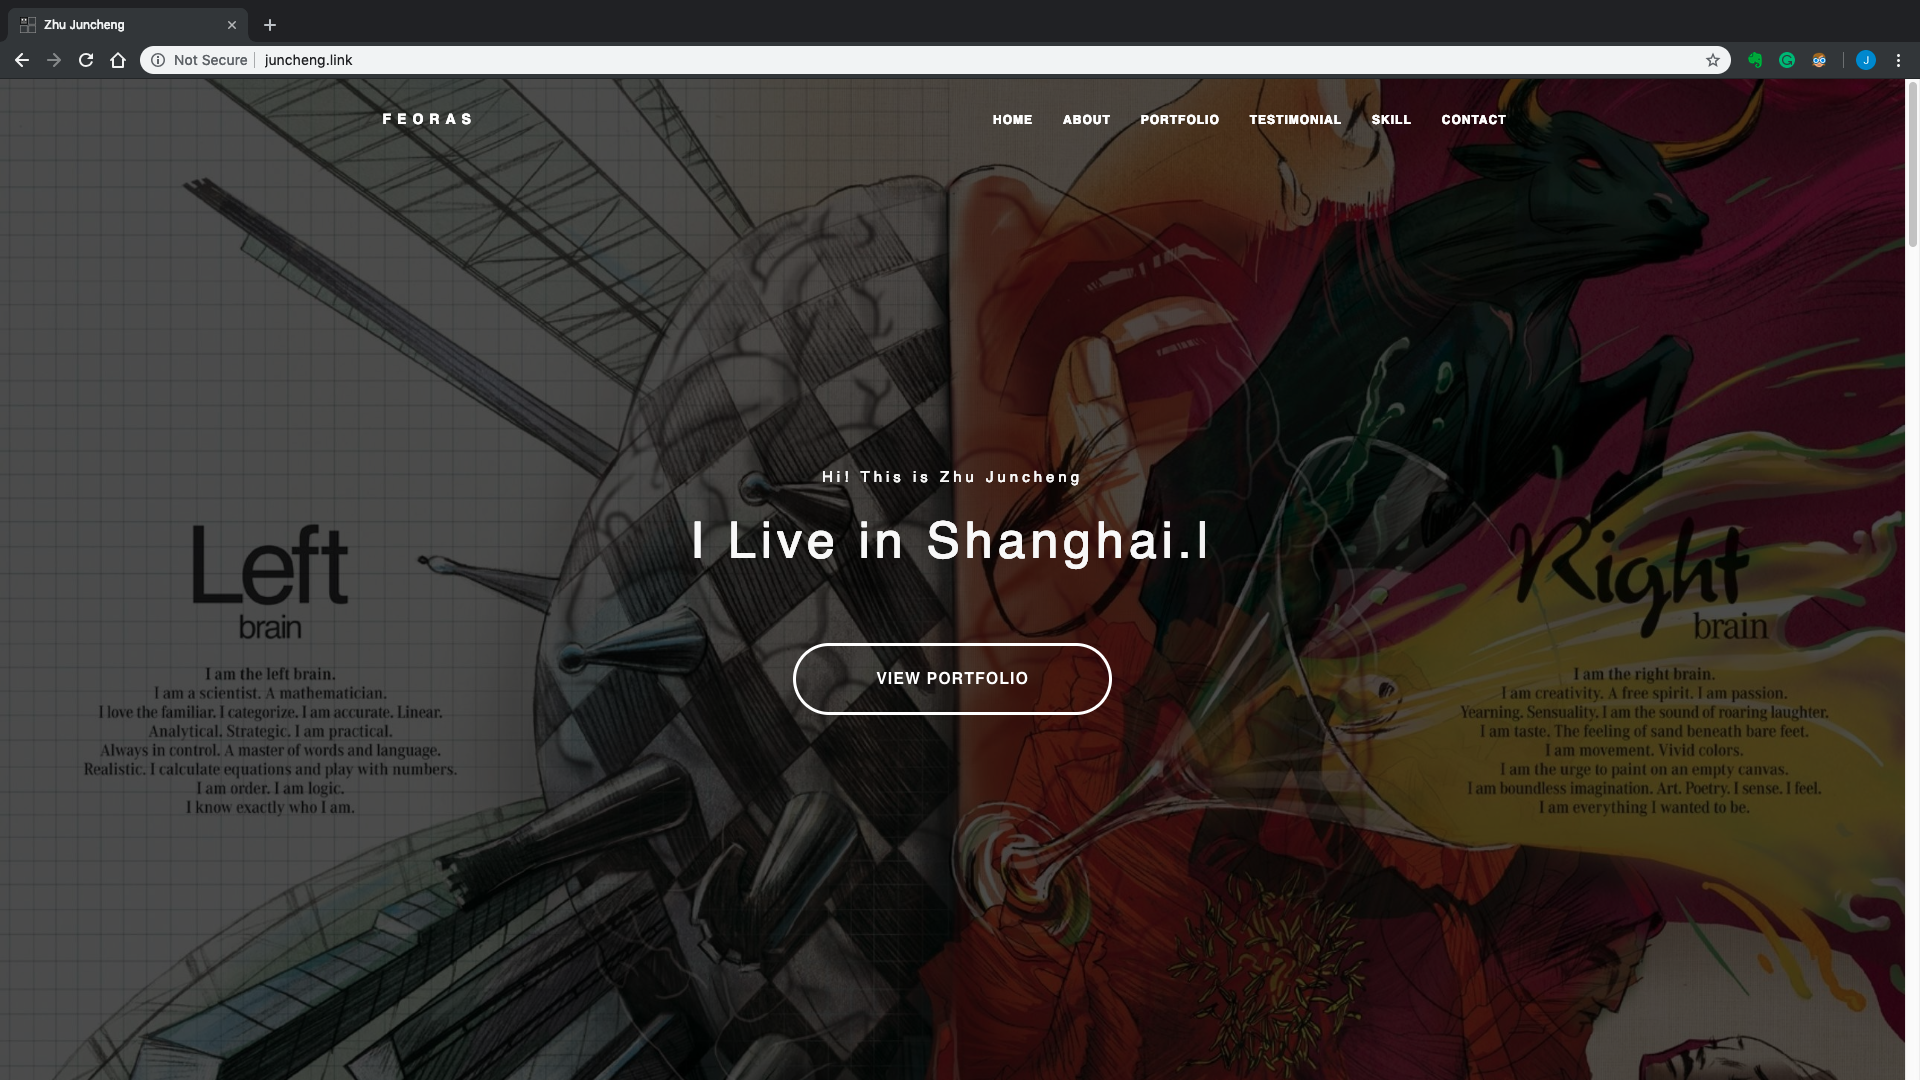 Zhu Juncheng
Not Secure
juncheng.link
J
FEORAS
HOME ABOUT PORTFOLIO TESTIMONIAL SKILL CONTACT
Hi! This is Zhu Juncheng
I Live in Shanghai.|
VIEW PORTFOLIO
Left
brain
I am the left brain.
I am a scientist. A mathematician.
I love the familiar. I categorize. I am accurate. Linear.
Analytical. Strategic. I am practical.
Always in control. A master of words and language.
Realistic. I calculate equations and play with numbers.
I am order. I am logic.
I know exactly who I am.
Right
brain
I am the right brain.
I am creativity. A free spirit. I am passion.
Yearning. Sensuality. I am the sound of roaring laughter.
I am taste. The feeling of sand beneath bare feet.
I am movement. Vivid colors.
I am the urge to paint on an empty canvas.
I am boundless imagination. Art. Poetry. I sense. I feel.
I am everything I wanted to be.